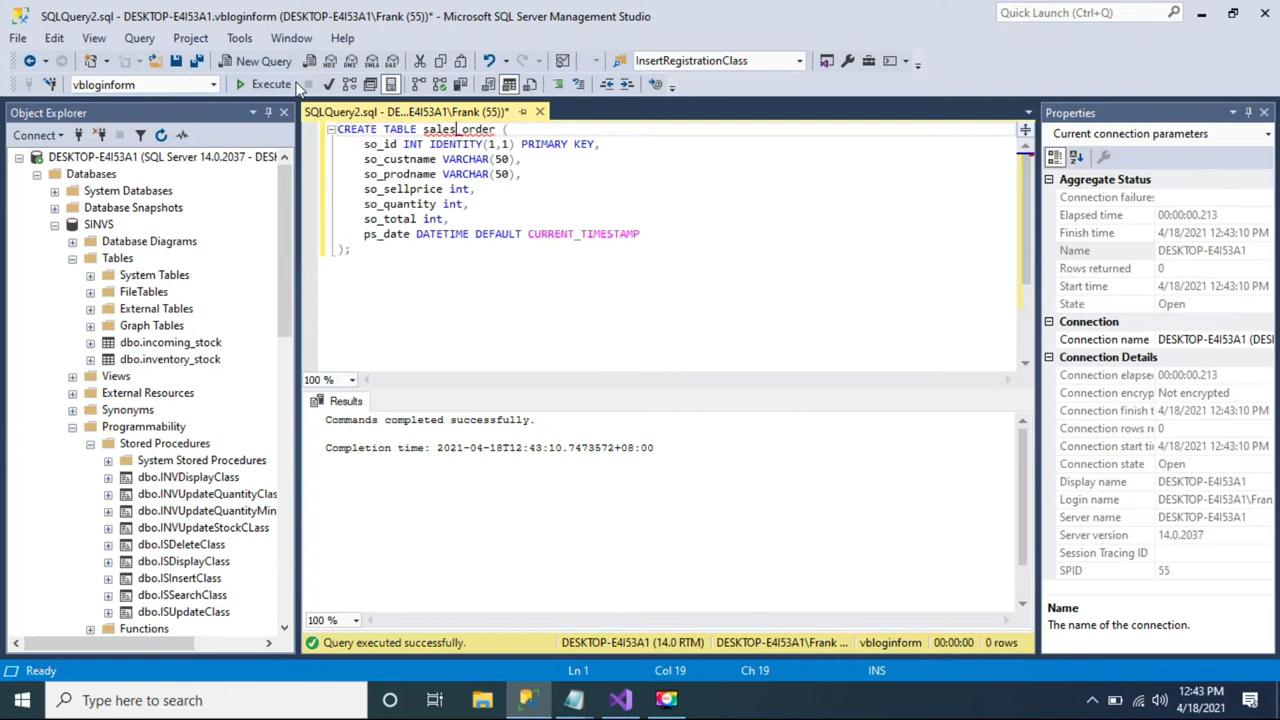 SQLQuery2.sql - DESKTOP-E4I53A1.vbloginform (DESKTOP-E4I53A1\Frank (55))* - Microsoft SQL Server Management Studio
Quick Launch (Ctrl+Q)
File Edit View Query Project Tools Window Help
New Query MDX DMX XMLA DAX InsertRegistrationClass
vbloginform Execute
Object Explorer
Connect
DESKTOP-E4I53A1 (SQL Server 14.0.2037 - DESK
Databases
System Databases
Database Snapshots
SINVS
Database Diagrams
Tables
System Tables
FileTables
External Tables
Graph Tables
dbo.incoming_stock
dbo.inventory_stock
Views
External Resources
Synonyms
Programmability
Stored Procedures
System Stored Procedures
dbo.INVDisplayClass
dbo.INVUpdateQuantityClas
dbo.INVUpdateQuantityMin
dbo.INVUpdateStockCLass
dbo.ISDeleteClass
dbo.ISDisplayClass
dbo.ISInsertClass
dbo.ISSearchClass
dbo.ISUpdateClass
Functions
SQLQuery2.sql - DE...E4I53A1\Frank (55))*
CREATE TABLE sales_order (
so_id INT IDENTITY(1,1) PRIMARY KEY,
so_custname VARCHAR(50),
so_prodname VARCHAR(50),
so_sellprice int,
so_quantity int,
so_total int,
ps_date DATETIME DEFAULT CURRENT_TIMESTAMP
);
100 %
Results
Commands completed successfully.
Completion time: 2021-04-18T12:43:10.7473572+08:00
100 %
Query executed successfully. DESKTOP-E4I53A1 (14.0 RTM) DESKTOP-E4I53A1\Frank ... vbloginform 00:00:00 0 rows
Properties
Current connection parameters
Aggregate Status
Connection failures
Elapsed time 00:00:00.213
Finish time 4/18/2021 12:43:10 PM
Name DESKTOP-E4I53A1
Rows returned 0
Start time 4/18/2021 12:43:10 PM
State Open
Connection
Connection name DESKTOP-E4I53A1 (DES
Connection Details
Connection elapse 00:00:00.213
Connection encryp Not encrypted
Connection finish t 4/18/2021 12:43:10 PM
Connection rows re 0
Connection start ti 4/18/2021 12:43:10 PM
Connection state Open
Display name DESKTOP-E4I53A1
Login name DESKTOP-E4I53A1\Fran
Server name DESKTOP-E4I53A1
Server version 14.0.2037
Session Tracing ID
SPID 55
Name
The name of the connection.
Ready Ln 1 Col 19 Ch 19 INS
Type here to search
12:43 PM
4/18/2021